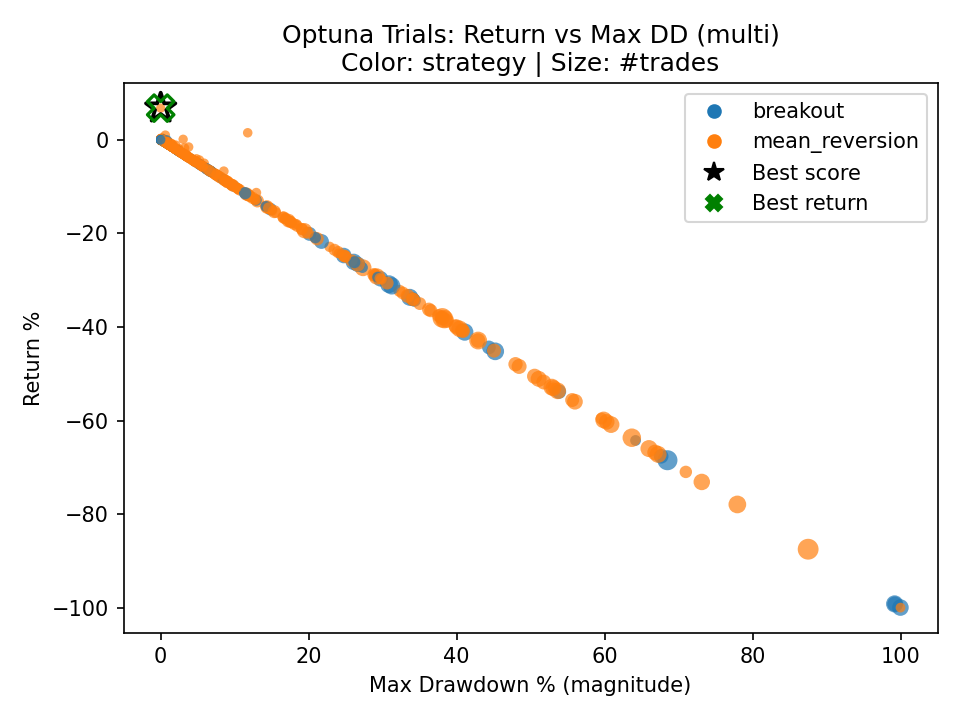 Optuna Trials: Return vs Max DD (multi)
Color: strategy | Size: #trades
breakout
mean_reversion
Best score
Best return
Return %
0
−20
−40
−60
−80
−100
0
20
40
60
80
100
Max Drawdown % (magnitude)